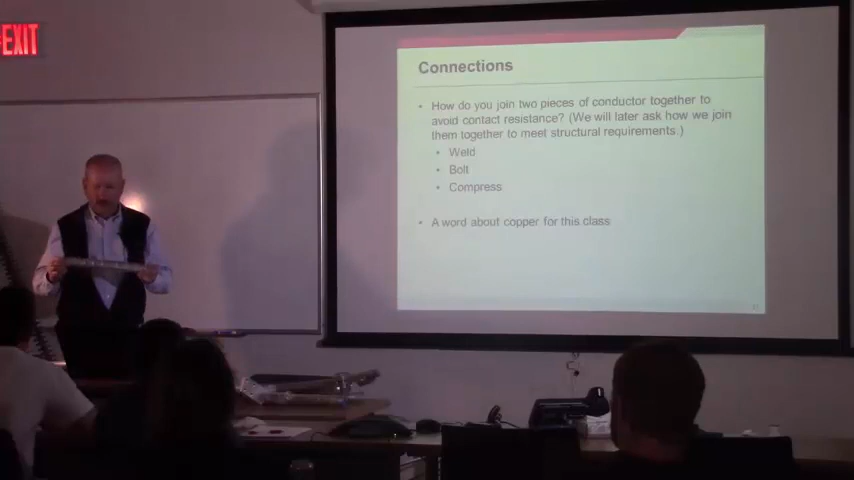 EXIT
Connections
• How do you join two pieces of conductor together to
avoid contact resistance? (We will later ask how we join
them together to meet structural requirements.)
• Weld
• Bolt
• Compress
• A word about copper for this class